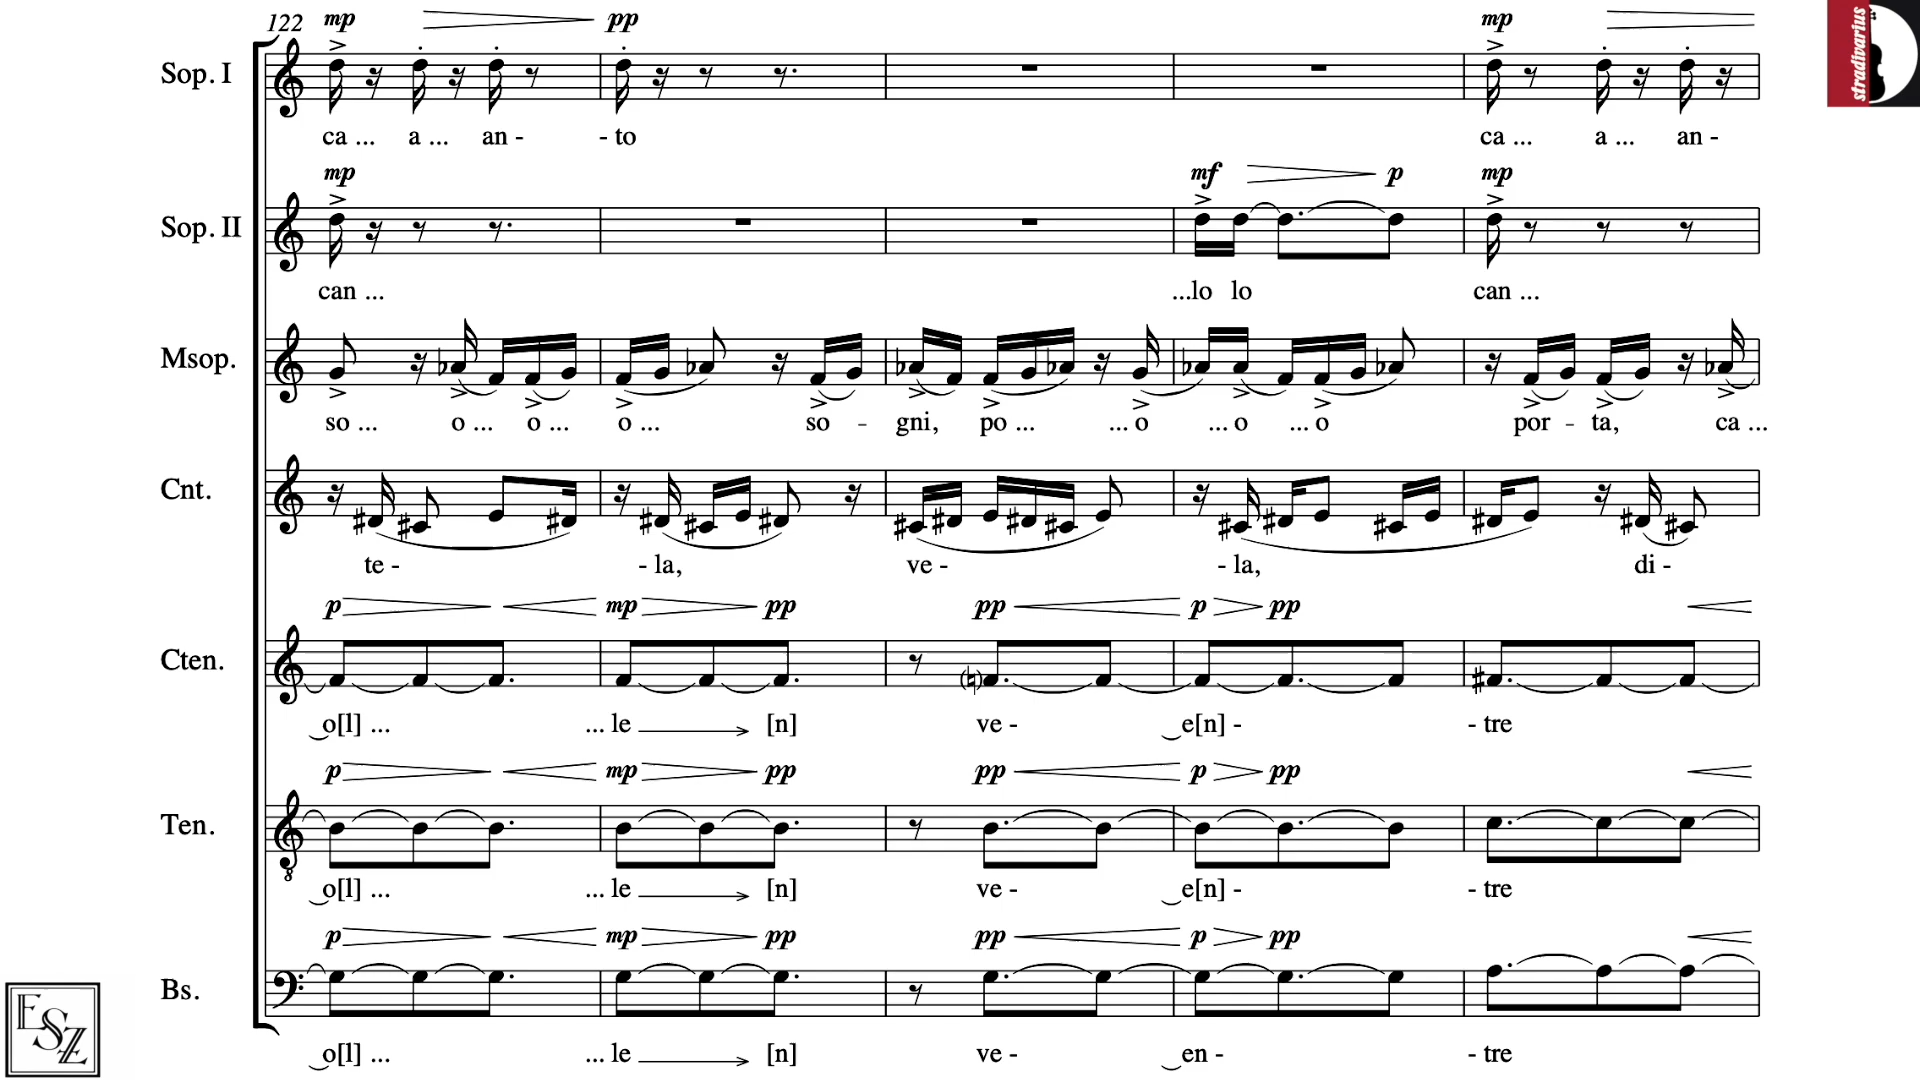 122 mp pp mp
Sop. I
ca ... a ... an - - to ca ... a ... an -
mp mf p mp
Sop. II
can ... ...lo lo can ...
Msop.
so ... o ... o ... o ... so - gni, po ... ... o ... o ... o por - ta, ca ...
Cnt.
te - - la, ve - - la, di -
p mp pp pp p pp
Cten.
o[l] ... ... le [n] ve - e[n] - - tre
p mp pp pp p pp
Ten.
8
o[l] ... ... le [n] ve - e[n] - - tre
p mp pp pp p pp
Bs.
o[l] ... ... le [n] ve - en - - tre
stradivarius
ESZ